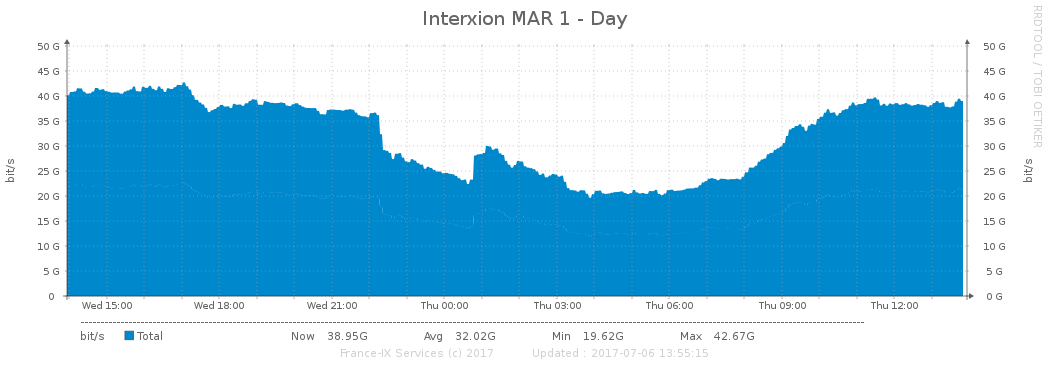 Interxion MAR 1 - Day
RRDTOOL / TOBI OETIKER
50 G 50 G
45 G 45 G
40 G 40 G
35 G 35 G
30 G 30 G
25 G 25 G
20 G 20 G
15 G 15 G
10 G 10 G
5 G 5 G
0 0 G
bit/s
bit/s
Wed 15:00 Wed 18:00 Wed 21:00 Thu 00:00 Thu 03:00 Thu 06:00 Thu 09:00 Thu 12:00
bit/s Total Now 38.95G Avg 32.02G Min 19.62G Max 42.67G
France-IX Services (c) 2017 Updated : 2017-07-06 13:55:15